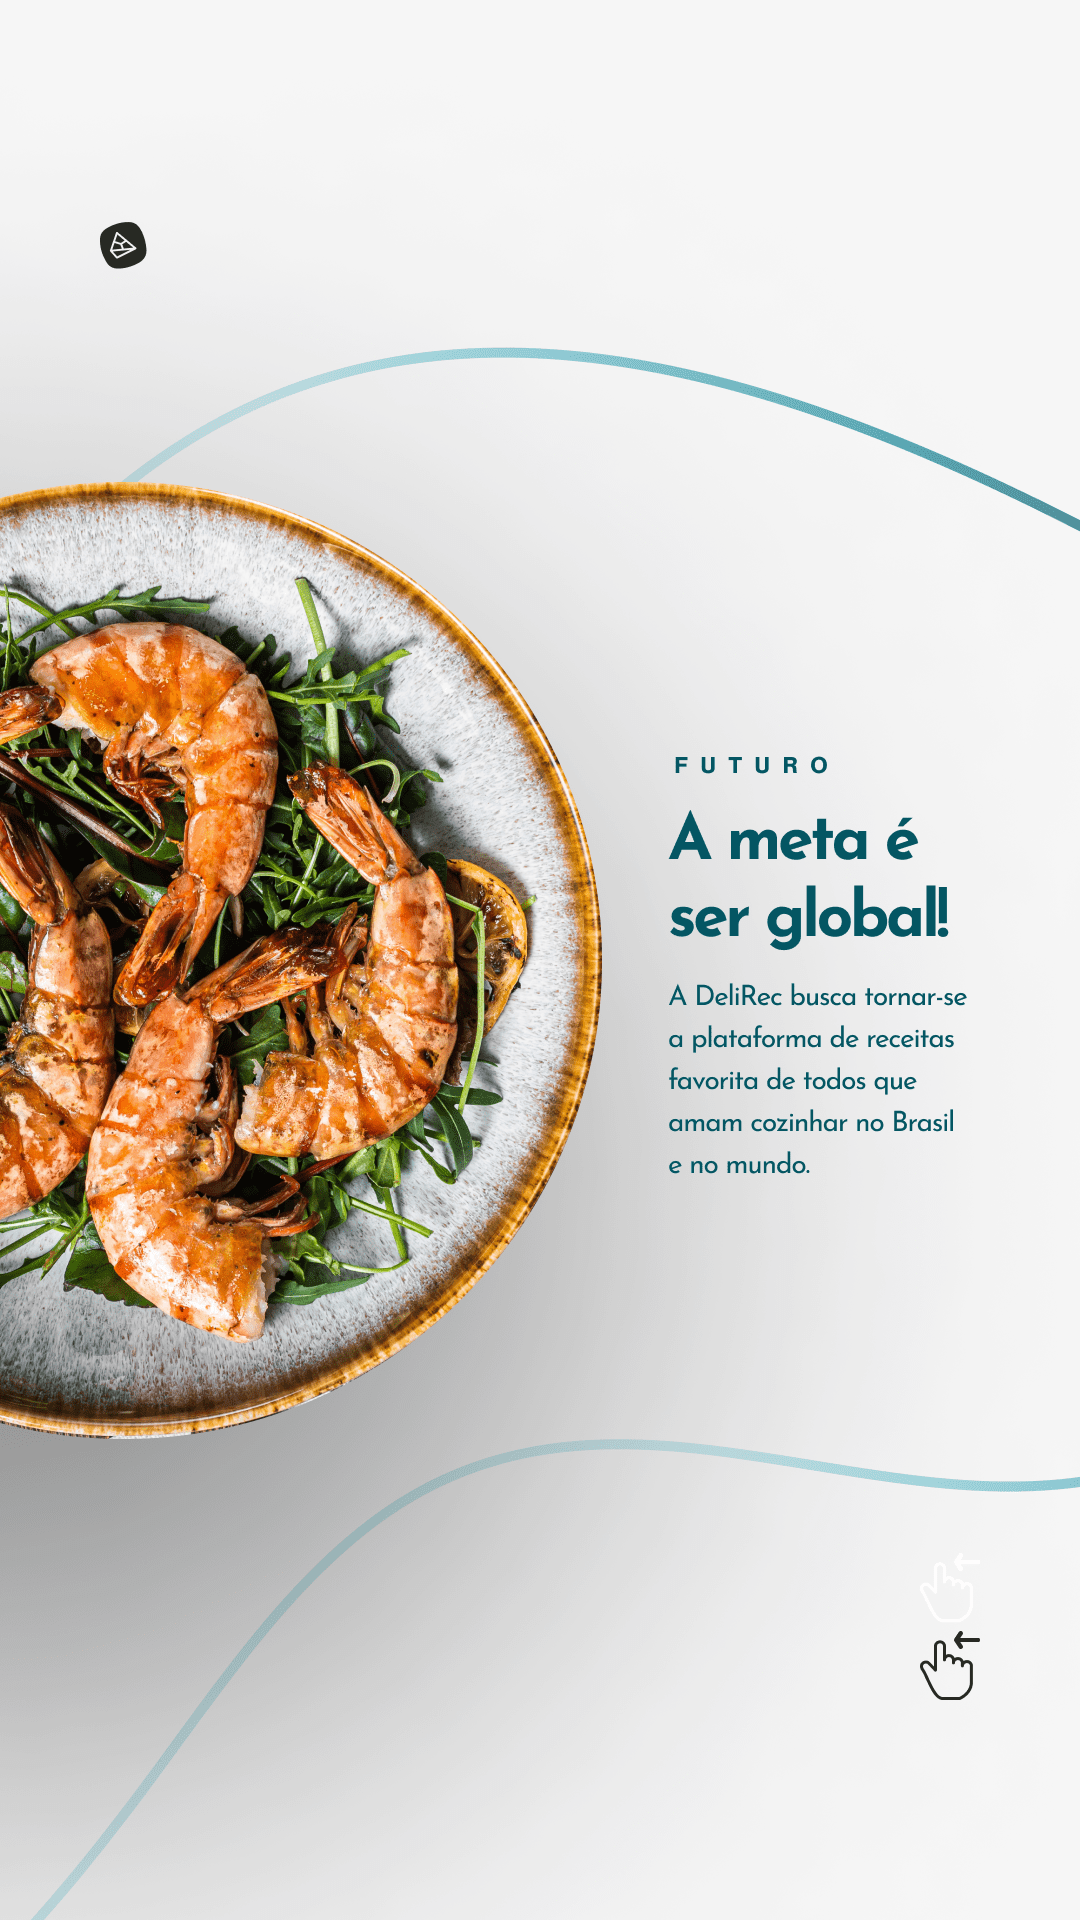 FUTURO
A meta é
ser global!
A DeliRec busca tornar-se
a plataforma de receitas
favorita de todos que
amam cozinhar no Brasil
e no mundo.